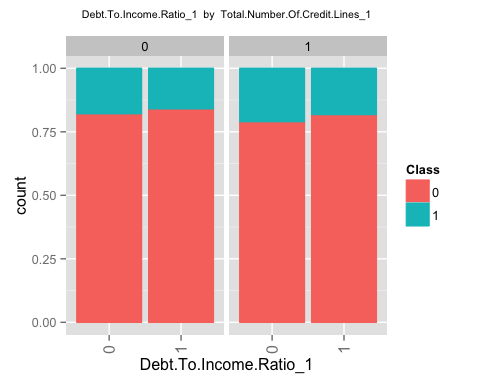 Debt.To.Income.Ratio_1 by Total.Number.Of.Credit.Lines_1
0 1
1.00
0.75
0.50
0.25
0.00
count
0 1 0 1
Debt.To.Income.Ratio_1
Class
0
1